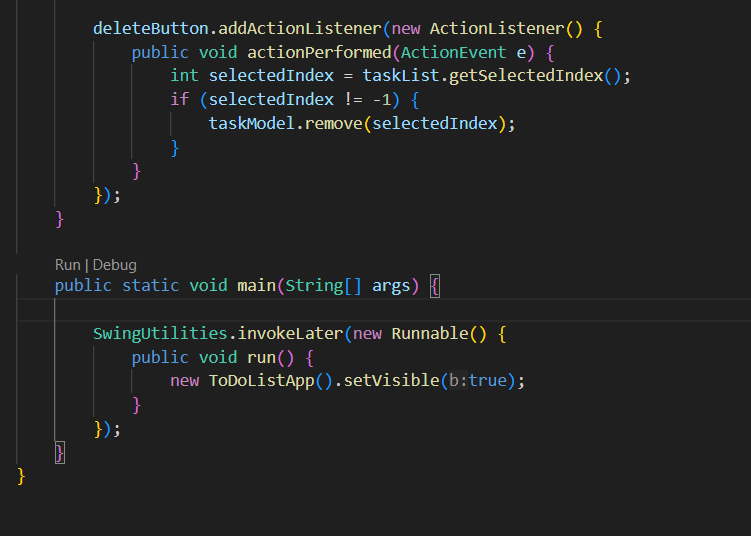 deleteButton.addActionListener(new ActionListener() {
public void actionPerformed(ActionEvent e) {
int selectedIndex = taskList.getSelectedIndex();
if (selectedIndex != -1) {
taskModel.remove(selectedIndex);
}
}
});
}
Run | Debug
public static void main(String[] args) {
SwingUtilities.invokeLater(new Runnable() {
public void run() {
new ToDoListApp().setVisible(b:true);
}
});
}
}